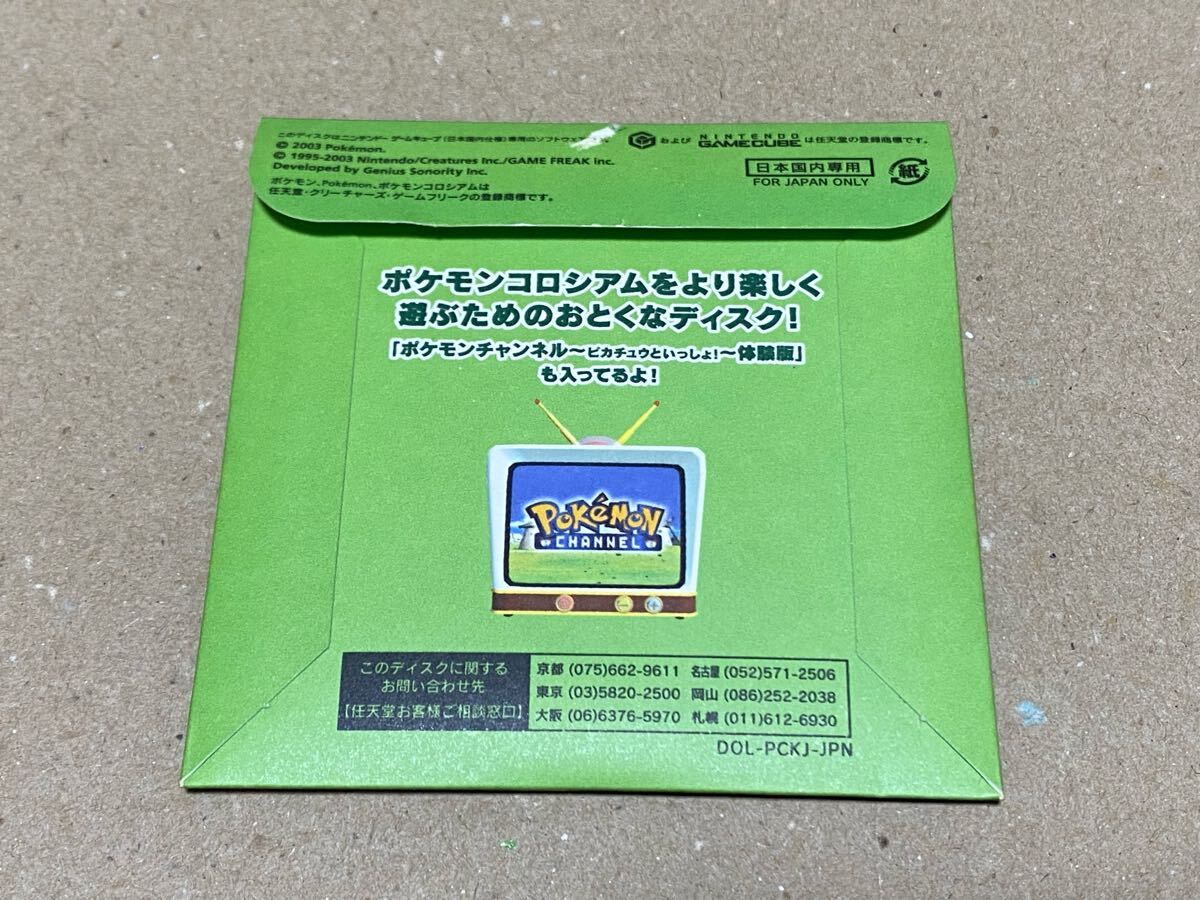 このディスクはニンテンドー ゲームキューブ(日本国内仕様)専用のソフトウェア
および NINTENDO GAMECUBE は任天堂の登録商標です。
© 2003 Pokémon.
© 1995-2003 Nintendo/Creatures Inc./GAME FREAK inc.
Developed by Genius Sonority Inc.
ポケモン、Pokémon、ポケモンコロシアムは
任天堂・クリーチャーズ・ゲームフリークの登録商標です。
日本国内専用
FOR JAPAN ONLY
紙
ポケモンコロシアムをより楽しく
遊ぶためのおとくなディスク!
「ポケモンチャンネル〜ピカチュウといっしょ!〜体験版」
も入ってるよ!
POKéMON
CHANNEL
このディスクに関する
お問い合わせ先
【任天堂お客様ご相談窓口】
京都 (075)662-9611 名古屋 (052)571-2506
東京 (03)5820-2500 岡山 (086)252-2038
大阪 (06)6376-5970 札幌 (011)612-6930
DOL-PCKJ-JPN